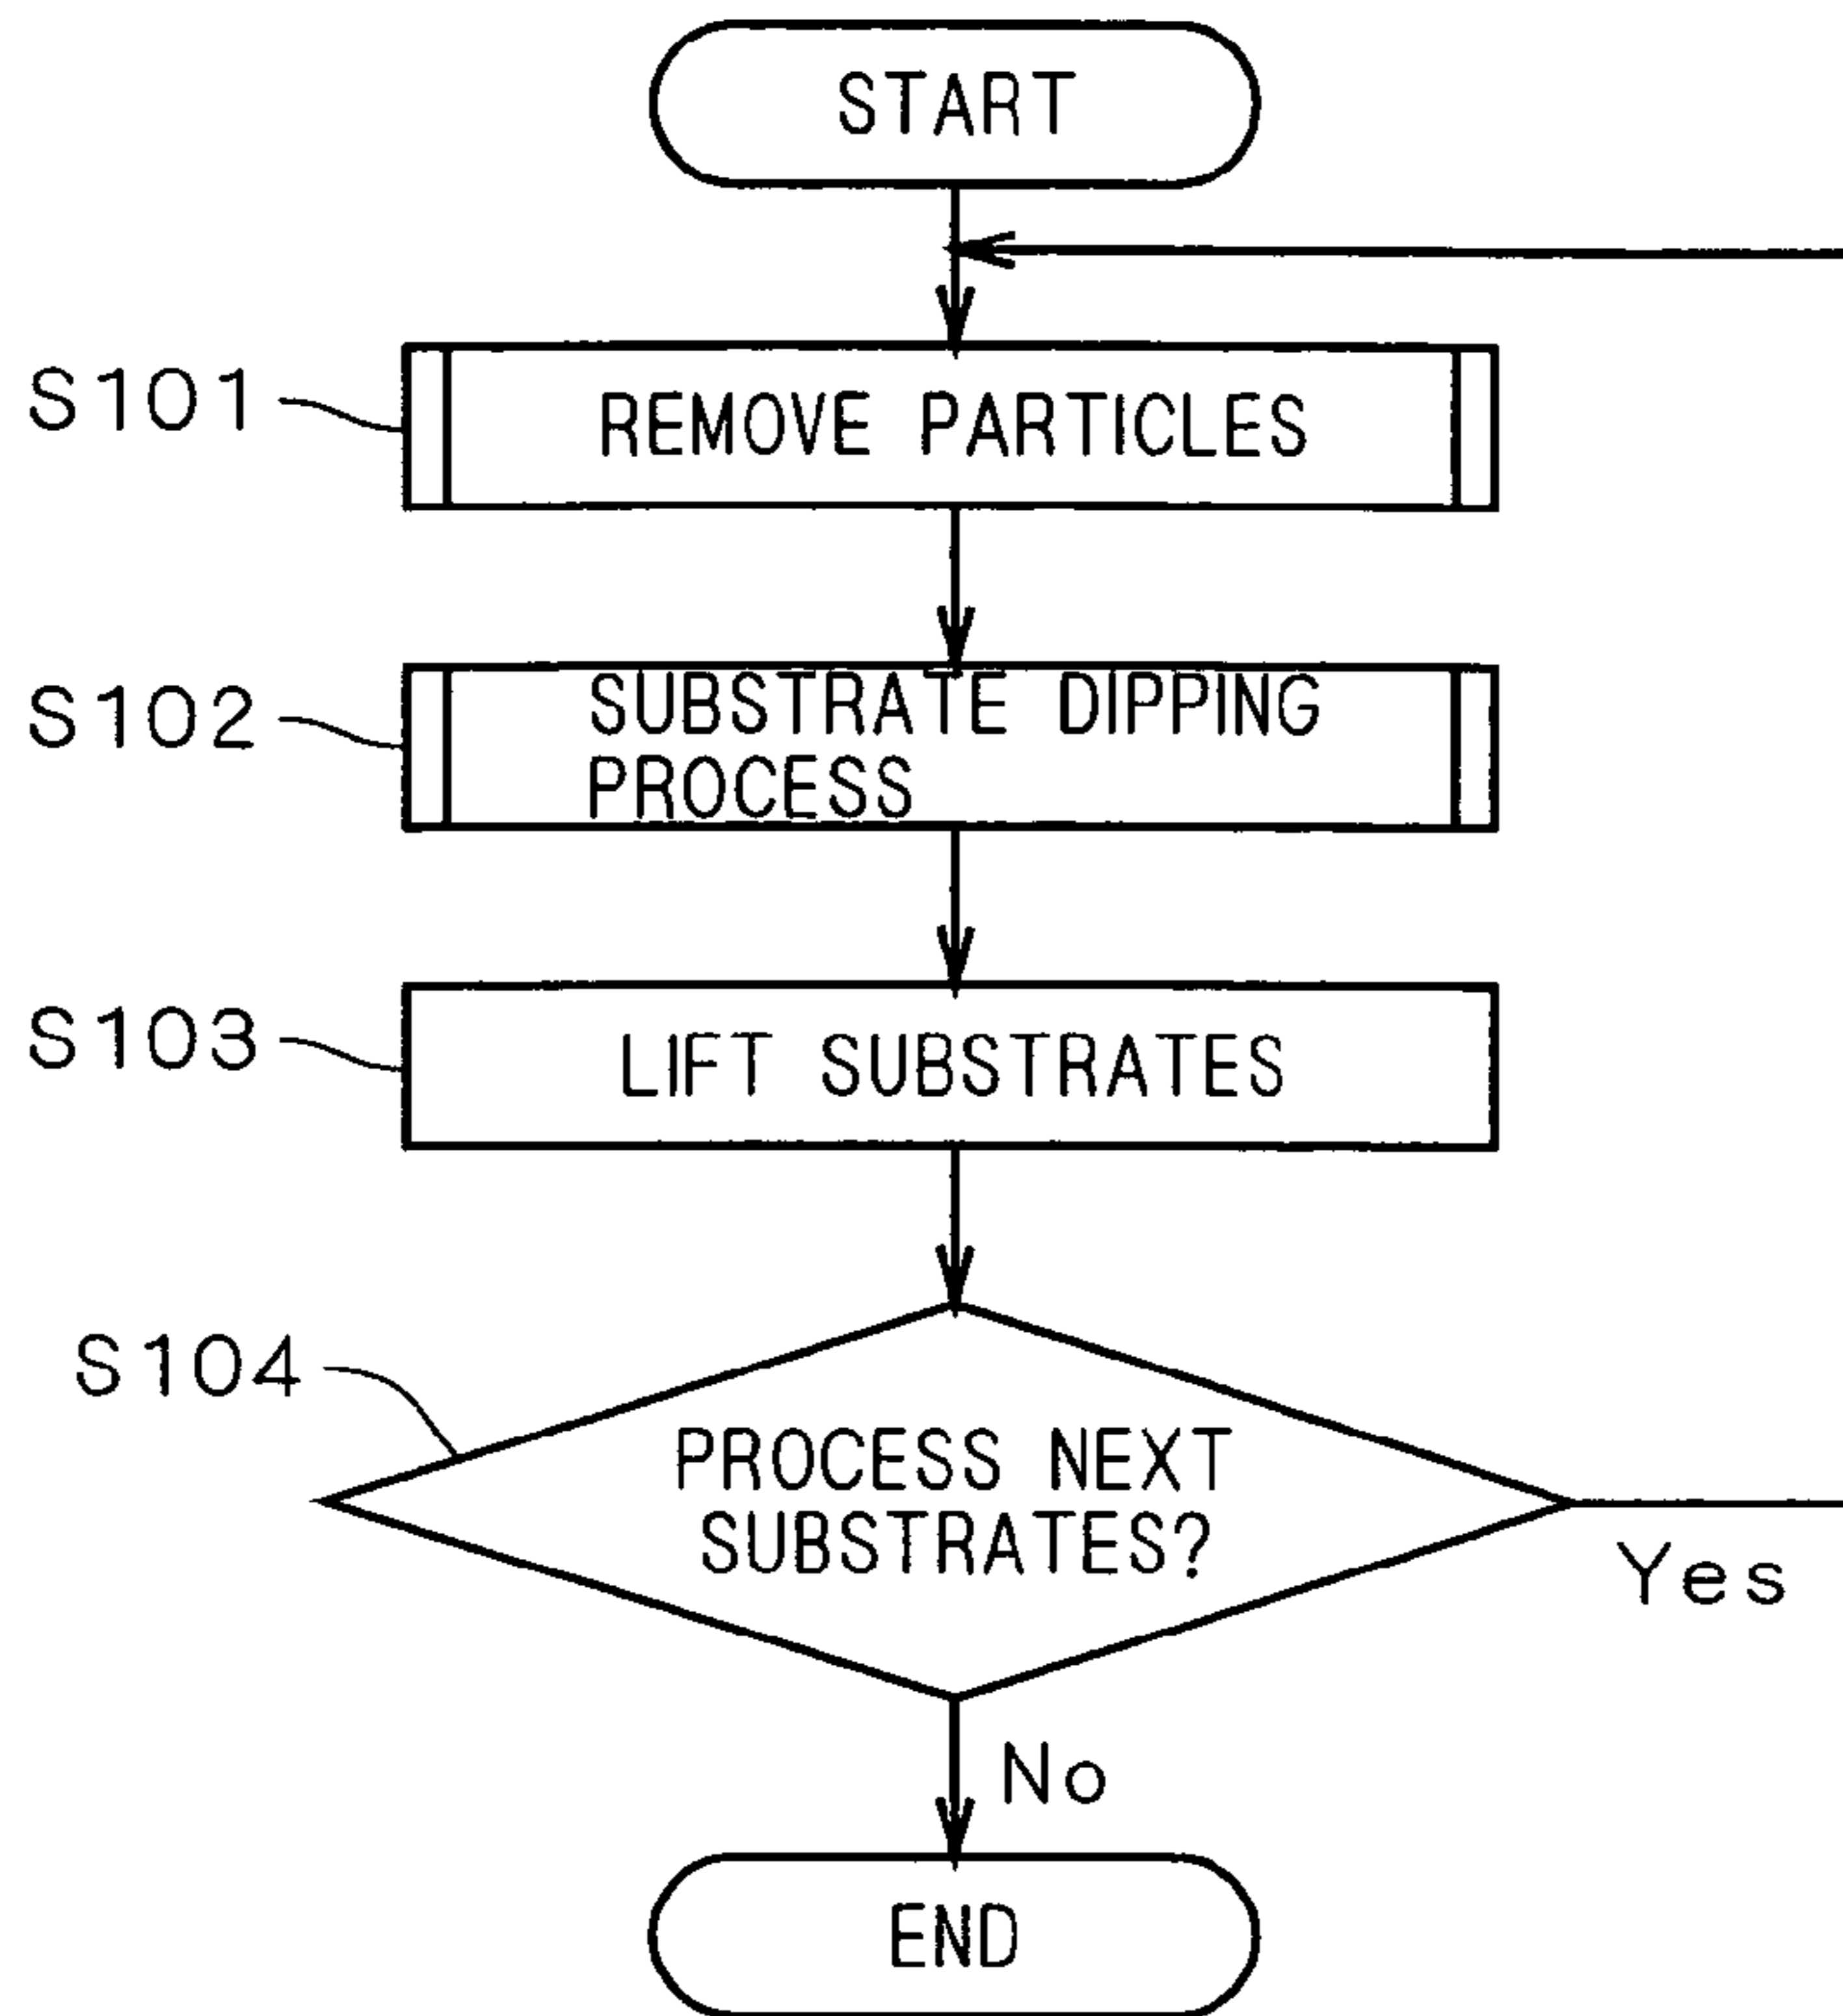 START
S101
REMOVE PARTICLES
S102
SUBSTRATE DIPPING
PROCESS
S103
LIFT SUBSTRATES
S104
PROCESS NEXT
SUBSTRATES?
Yes
No
END